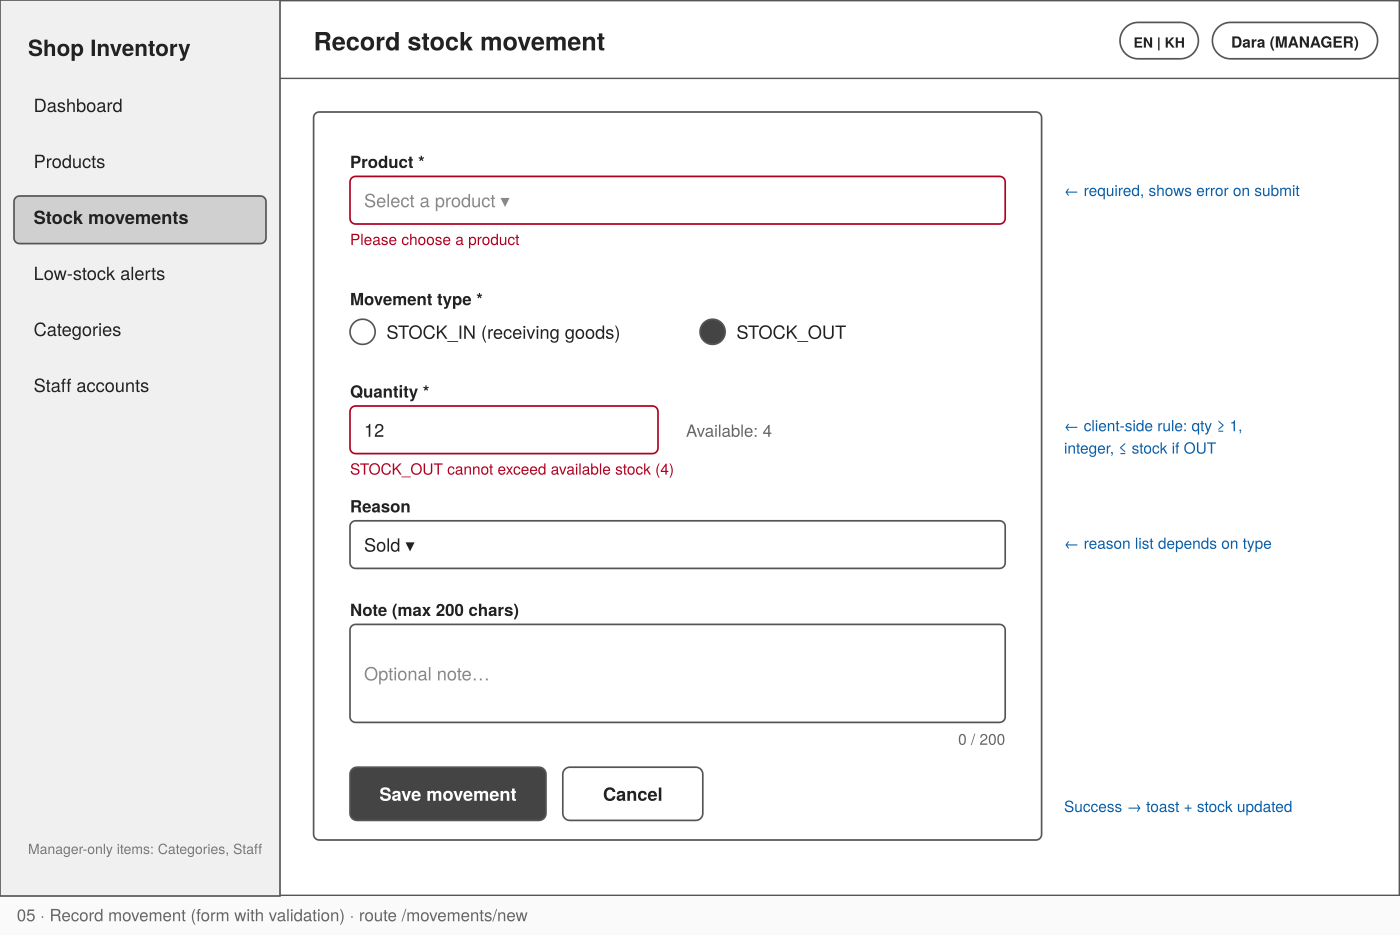 Shop Inventory
Dashboard
Products
Stock movements
Low-stock alerts
Categories
Staff accounts
Manager-only items: Categories, Staff
Record stock movement
EN | KH
Dara (MANAGER)
Product *
Select a product ▾
Please choose a product
← required, shows error on submit
Movement type *
STOCK_IN (receiving goods)
STOCK_OUT
Quantity *
12
Available: 4
STOCK_OUT cannot exceed available stock (4)
← client-side rule: qty ≥ 1,
integer, ≤ stock if OUT
Reason
Sold ▾
← reason list depends on type
Note (max 200 chars)
Optional note…
0 / 200
Save movement
Cancel
Success → toast + stock updated
05 · Record movement (form with validation) · route /movements/new